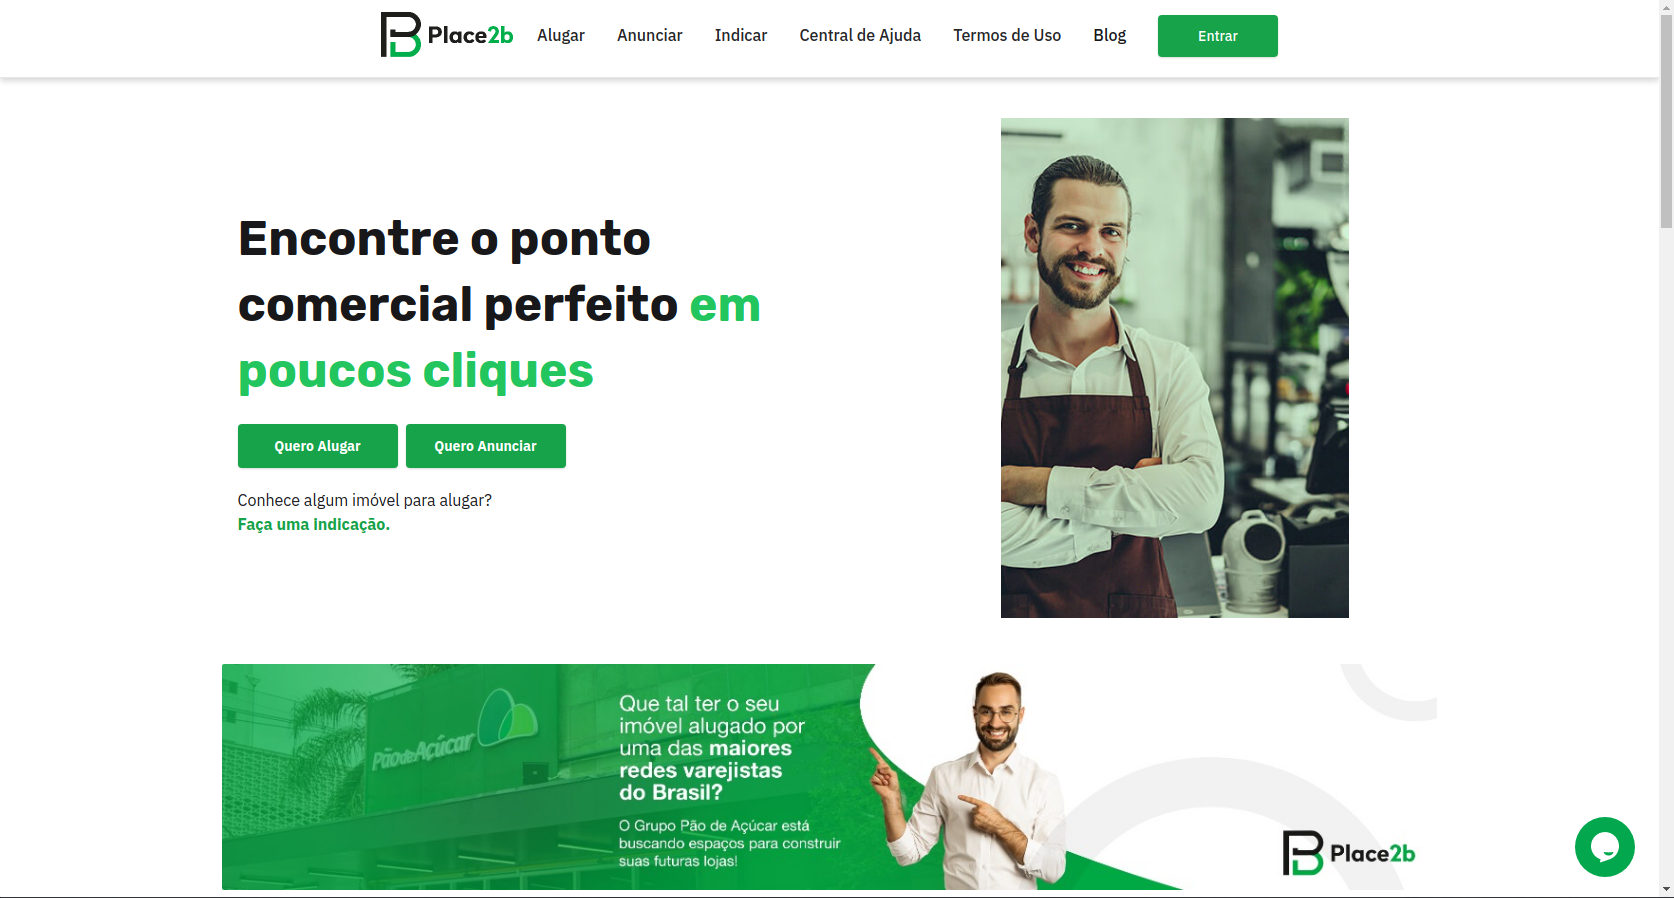 Place2b
Alugar
Anunciar
Indicar
Central de Ajuda
Termos de Uso
Blog
Entrar
Encontre o ponto
comercial perfeito em
poucos cliques
Quero Alugar
Quero Anunciar
Conhece algum imóvel para alugar?
Faça uma indicação.
PãodeAçúcar
Que tal ter o seu
imóvel alugado por
uma das maiores
redes varejistas
do Brasil?
O Grupo Pão de Açúcar está
buscando espaços para construir
suas futuras lojas!
Place2b